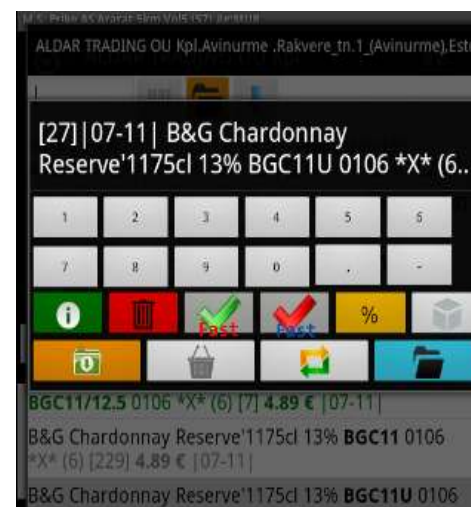 ALDAR TRADING OU Kpl.Avinurme .Rakvere_tn.1_(Avinurme),Est
[27]|07-11| B&G Chardonnay
Reserve'1175cl 13% BGC11U 0106 *X* (6..
1 2 3 4 5 6
7 8 9 0 . -
Fast Fast %
BGC11/12.5 0106 *X* (6) [7] 4.89 € |07-11|
B&G Chardonnay Reserve'1175cl 13% BGC11 0106
*X* (6) [229] 4.89 € |07-11|
B&G Chardonnay Reserve'1175cl 13% BGC11U 0106